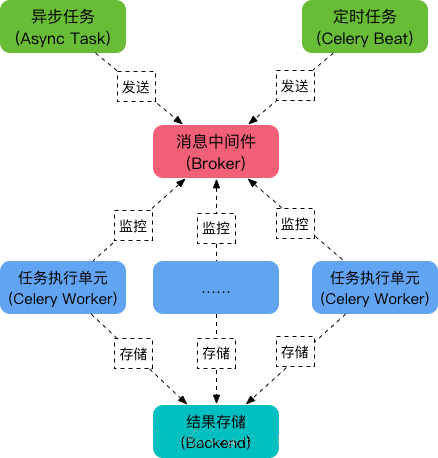 异步任务
(Async Task)
定时任务
(Celery Beat)
发送
发送
消息中间件
(Broker)
监控
监控
监控
任务执行单元
(Celery Worker)
......
任务执行单元
(Celery Worker)
存储
存储
存储
结果存储
(Backend)